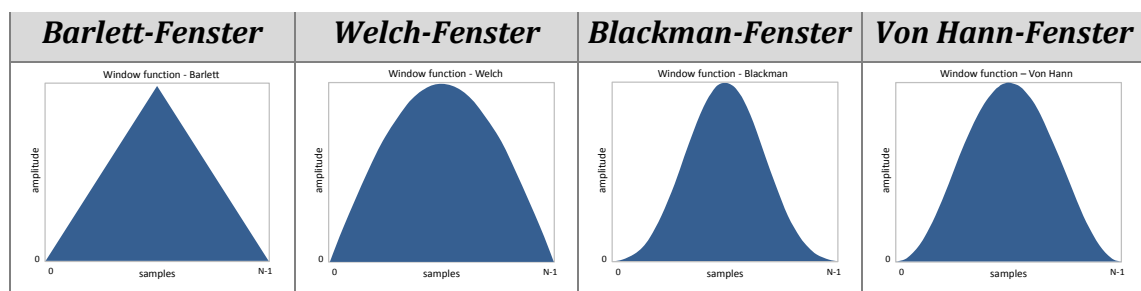 Barlett-Fenster
Welch-Fenster
Blackman-Fenster
Von Hann-Fenster
Window function - Barlett
amplitude
0
0
samples
N-1
Window function - Welch
amplitude
0
0
samples
N-1
Window function - Blackman
amplitude
0
0
samples
N-1
Window function – Von Hann
amplitude
0
0
samples
N-1